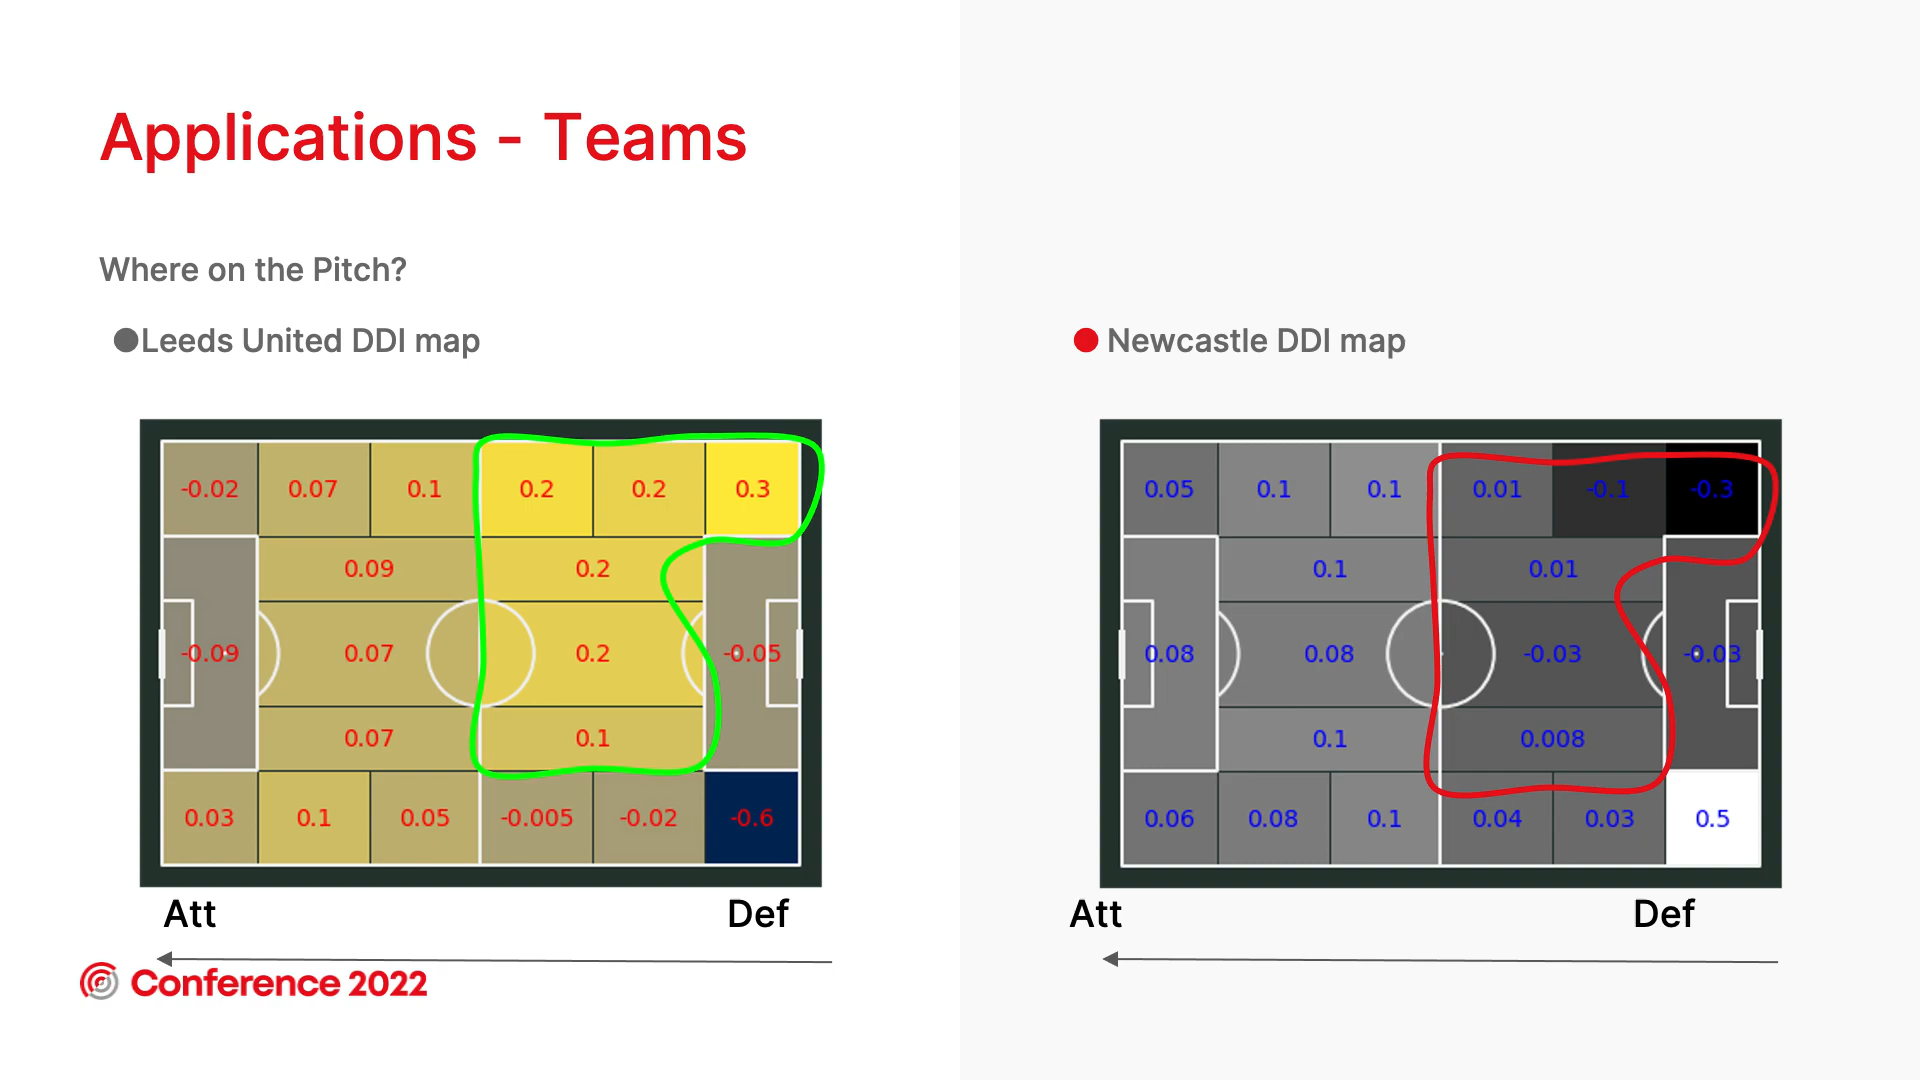 Applications - Teams
Where on the Pitch?
●Leeds United DDI map
-0.02 0.07 0.1 0.2 0.2 0.3
0.09 0.2
-0.09 0.07 0.2 -0.05
0.07 0.1
0.03 0.1 0.05 -0.005 -0.02 -0.6
Att Def
● Newcastle DDI map
0.05 0.1 0.1 0.01 -0.1 -0.3
0.1 0.01
0.08 0.08 -0.03 -0.03
0.1 0.008
0.06 0.08 0.1 0.04 0.03 0.5
Att Def
Conference 2022